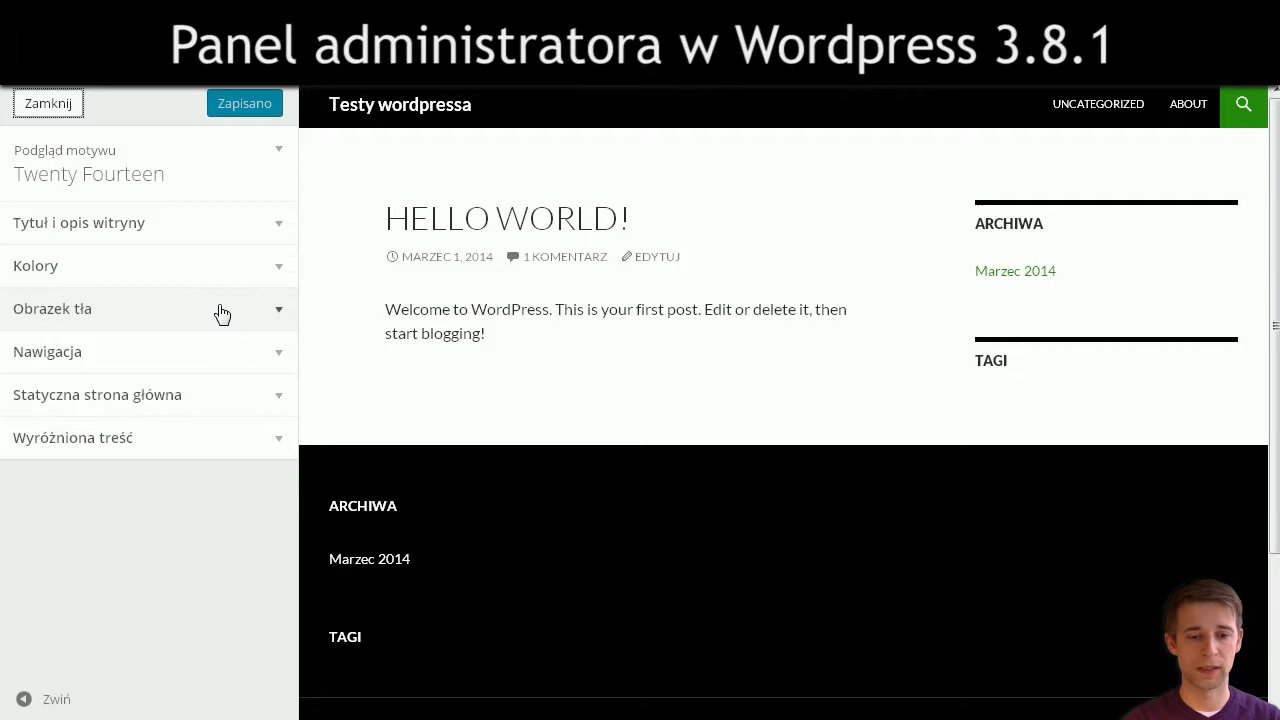 Panel administratora w Wordpress 3.8.1
Zamknij
Zapisano
Podgląd motywu
Twenty Fourteen
Tytuł i opis witryny
Kolory
Obrazek tła
Nawigacja
Statyczna strona główna
Wyróżniona treść
Zwiń
Testy wordpressa
UNCATEGORIZED
ABOUT
HELLO WORLD!
MARZEC 1, 2014
1 KOMENTARZ
EDYTUJ
Welcome to WordPress. This is your first post. Edit or delete it, then
start blogging!
ARCHIWA
Marzec 2014
TAGI
ARCHIWA
Marzec 2014
TAGI